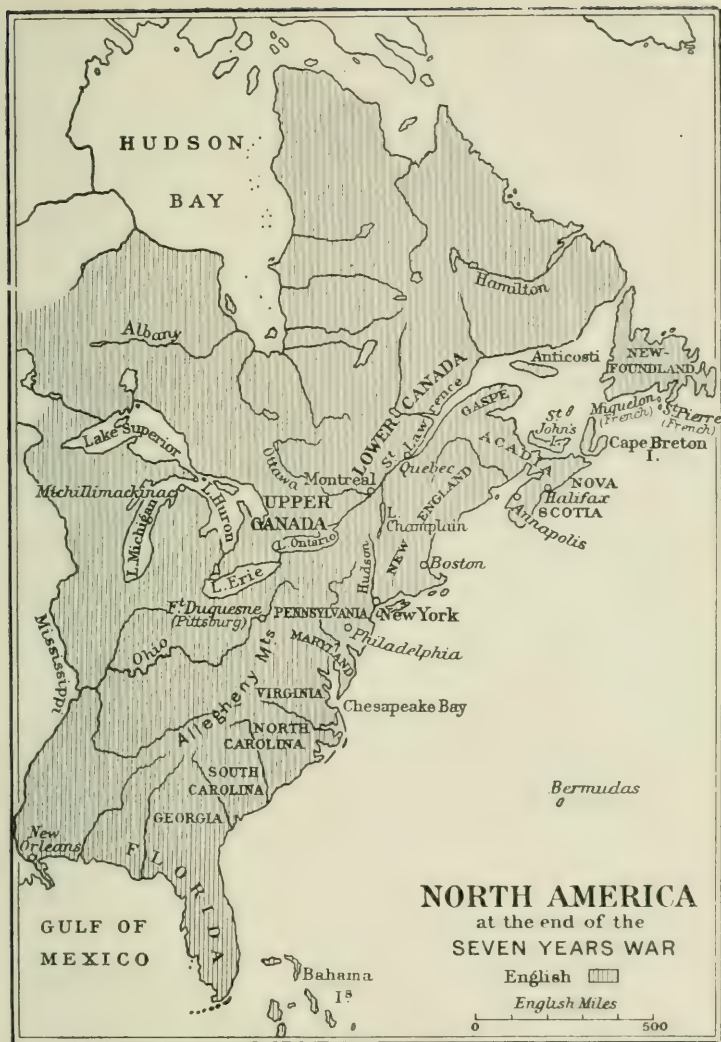 HUDSON
BAY
Hamilton
Albany
Anticosti
NEW-
FOUNDLAND
LOWER CANADA
St Lawrence
GASPÉ
St
John's
I.
Miquelon
(French)
St Pierre
(French)
Lake Superior
ACADIA
Cape Breton
I.
Ottawa
Montreal
Quebec
Michillimackinac
L. Huron
UPPER
CANADA
NEW ENGLAND
NOVA
SCOTIA
Halifax
Annapolis
L. Michigan
L.
Champlain
L. Ontario
L. Erie
Hudson
Boston
Ft. Duquesne
(Pittsburg)
PENNSYLVANIA
New York
Mississippi
Ohio
MARYLAND
Philadelphia
Allegheny Mts
VIRGINIA
Chesapeake Bay
NORTH
CAROLINA
SOUTH
CAROLINA
Bermudas
GEORGIA
New
Orleans
FLORIDA
GULF OF
MEXICO
Bahama
Is
NORTH AMERICA
at the end of the
SEVEN YEARS WAR
English
English Miles
0 500